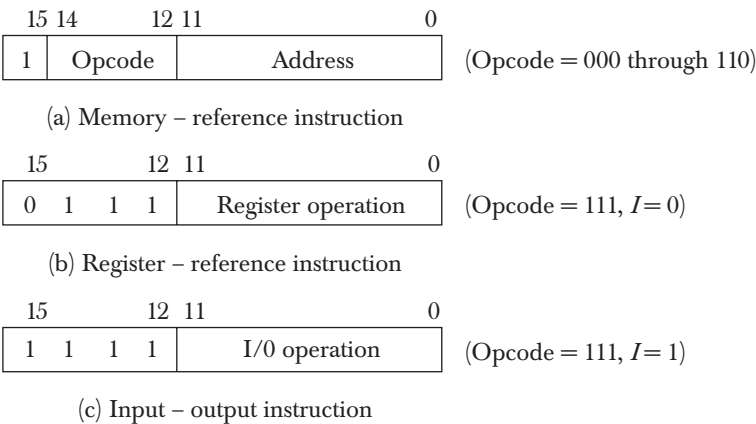 15 14 12 11 0
1 Opcode Address (Opcode = 000 through 110)
(a) Memory – reference instruction
15 12 11 0
0 1 1 1 Register operation (Opcode = 111, I = 0)
(b) Register – reference instruction
15 12 11 0
1 1 1 1 I/0 operation (Opcode = 111, I = 1)
(c) Input – output instruction